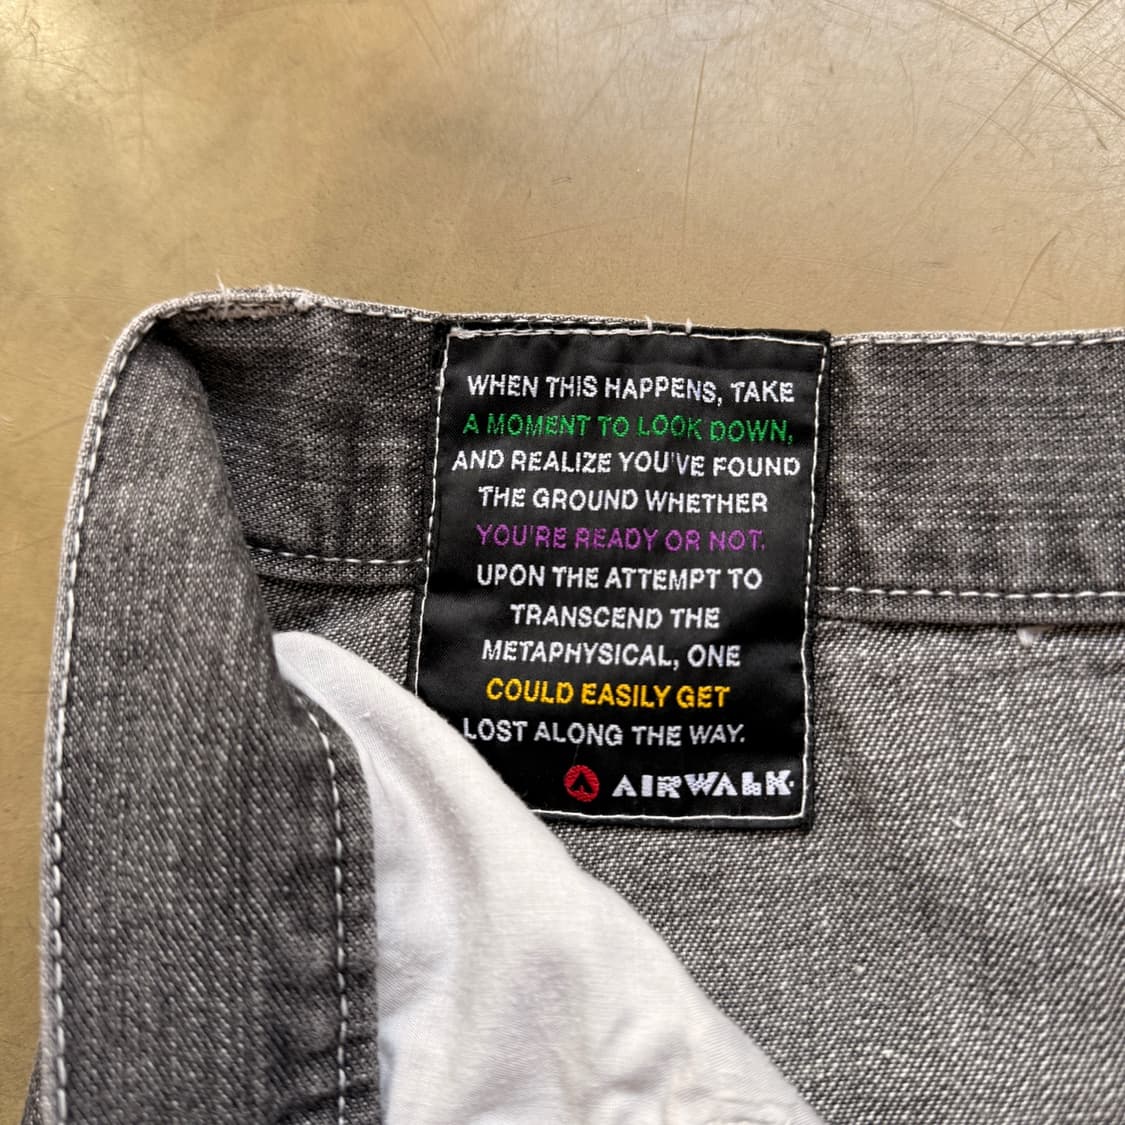 WHEN THIS HAPPENS, TAKE
A MOMENT TO LOOK DOWN,
AND REALIZE YOU'VE FOUND
THE GROUND WHETHER
YOU'RE READY OR NOT.
UPON THE ATTEMPT TO
TRANSCEND THE
METAPHYSICAL, ONE
COULD EASILY GET
LOST ALONG THE WAY.
AIRWALK